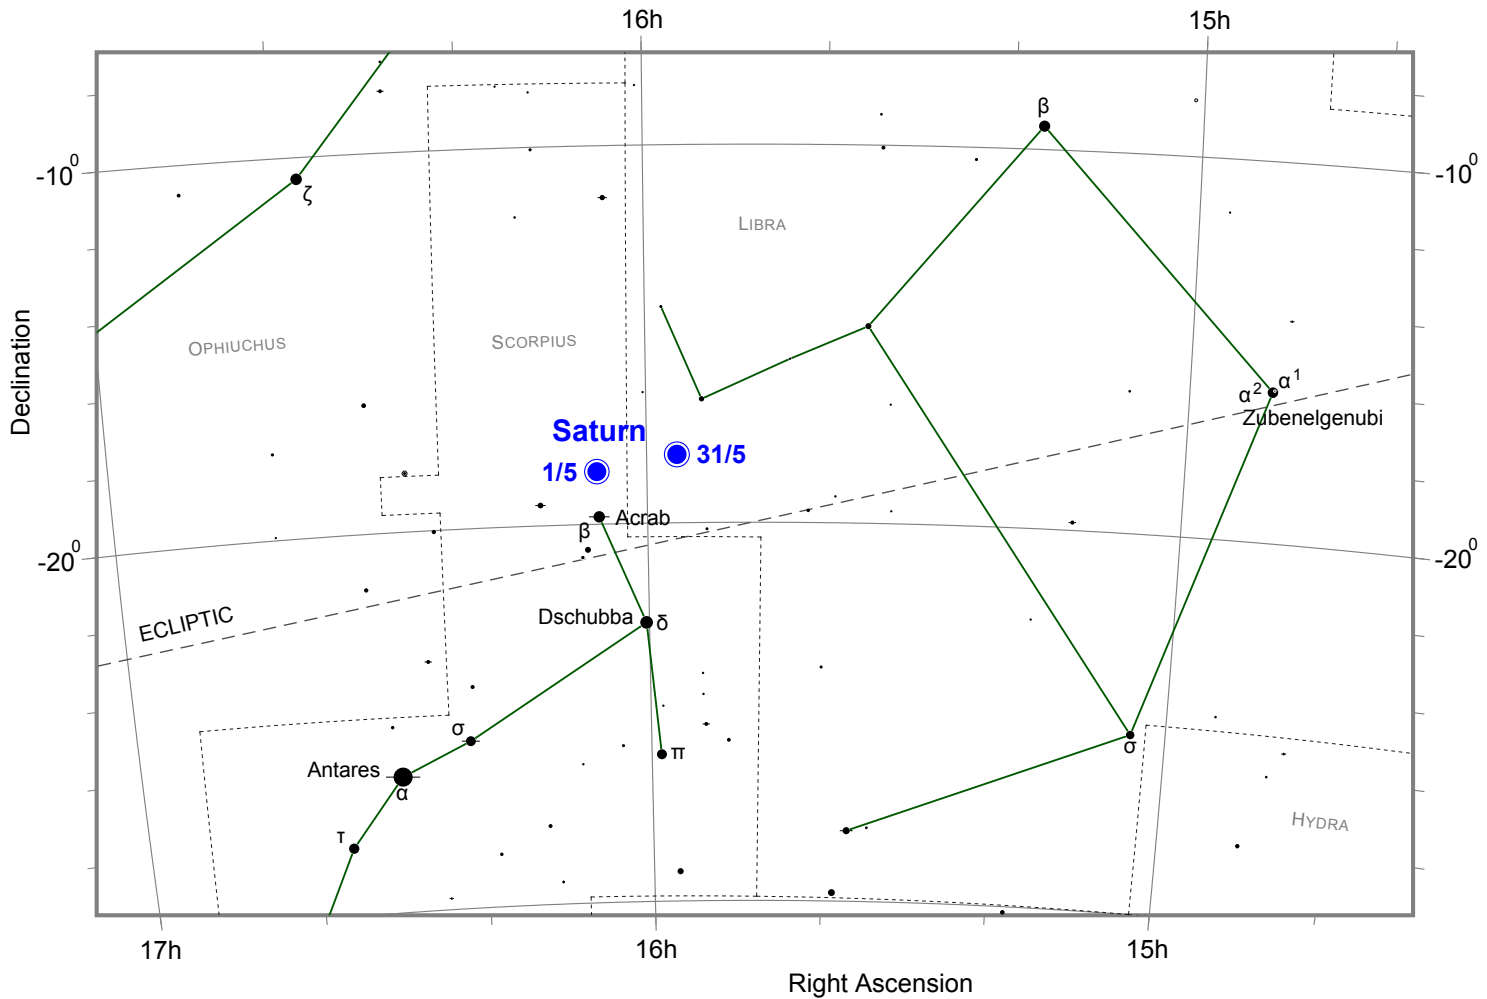 16h 15h
β
-10⁰ -10⁰
ζ
LIBRA
OPHIUCHUS SCORPIUS
α² α¹
Zubenelgenubi
Saturn
1/5 31/5
Declination
Acrab
β
-20⁰ -20⁰
ECLIPTIC
Dschubba δ
σ
π
σ
Antares
α
τ
HYDRA
17h 16h 15h
Right Ascension